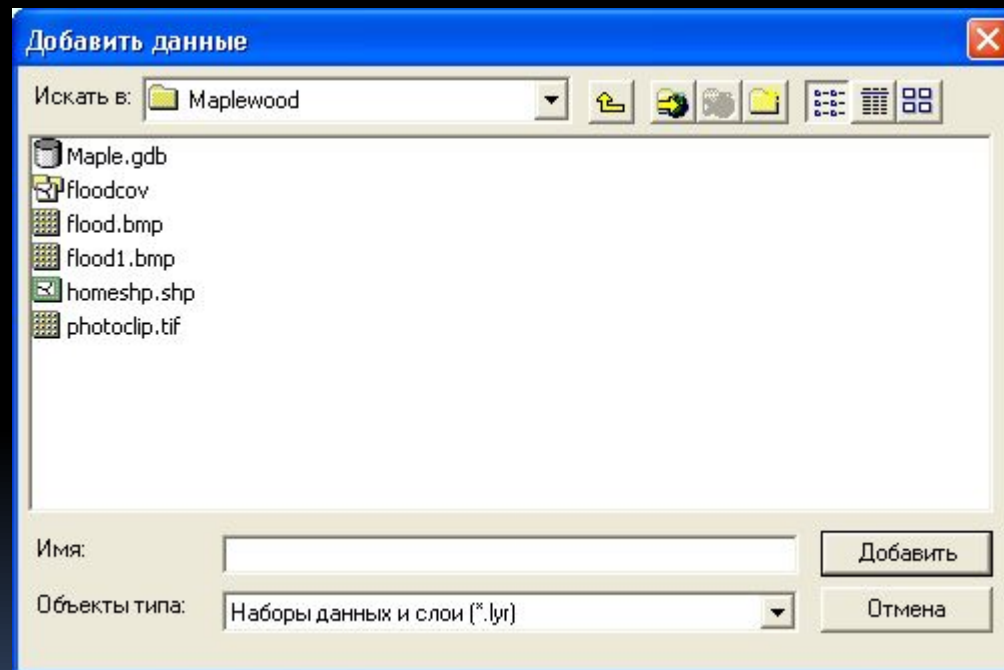 Добавить данные
Искать в: Maplewood
Maple.gdb
floodcov
flood.bmp
flood1.bmp
homeshp.shp
photoclip.tif
Имя:
Добавить
Объекты типа: Наборы данных и слои (*.lyr)
Отмена